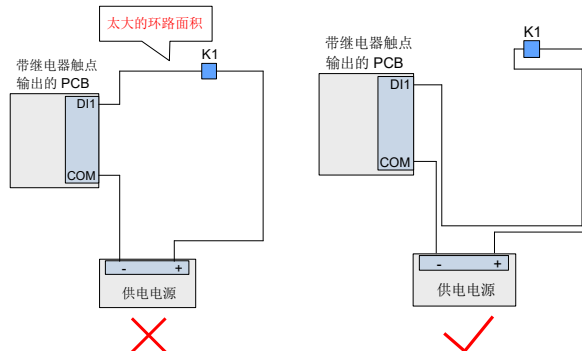 太大的环路面积
K1
带继电器触点
输出的 PCB
DI1
COM
- +
供电电源
K1
带继电器触点
输出的 PCB
DI1
COM
- +
供电电源